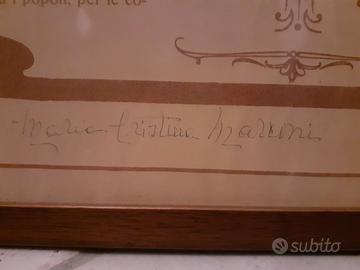 i popoli, per le co-
Maria Cristina Marconi
subito